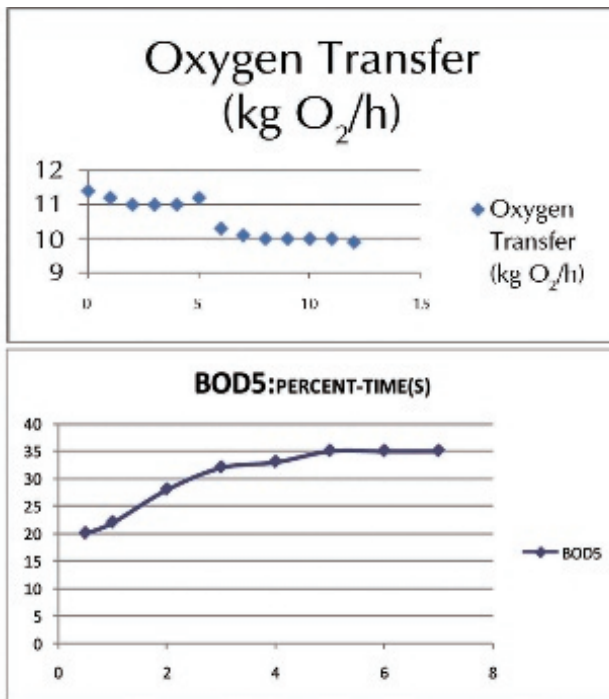 Oxygen Transfer
(kg O₂/h)
12
11
10
9
0 5 10 15
Oxygen
Transfer
(kg O₂/h)
BOD5:PERCENT-TIME(S)
40
35
30
25
20
15
10
5
0
0 2 4 6 8
BOD5